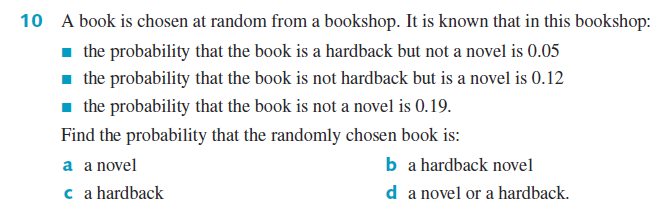 10 A book is chosen at random from a bookshop. It is known that in this bookshop:
■ the probability that the book is a hardback but not a novel is 0.05
■ the probability that the book is not hardback but is a novel is 0.12
■ the probability that the book is not a novel is 0.19.
Find the probability that the randomly chosen book is:
a a novel b a hardback novel
c a hardback d a novel or a hardback.